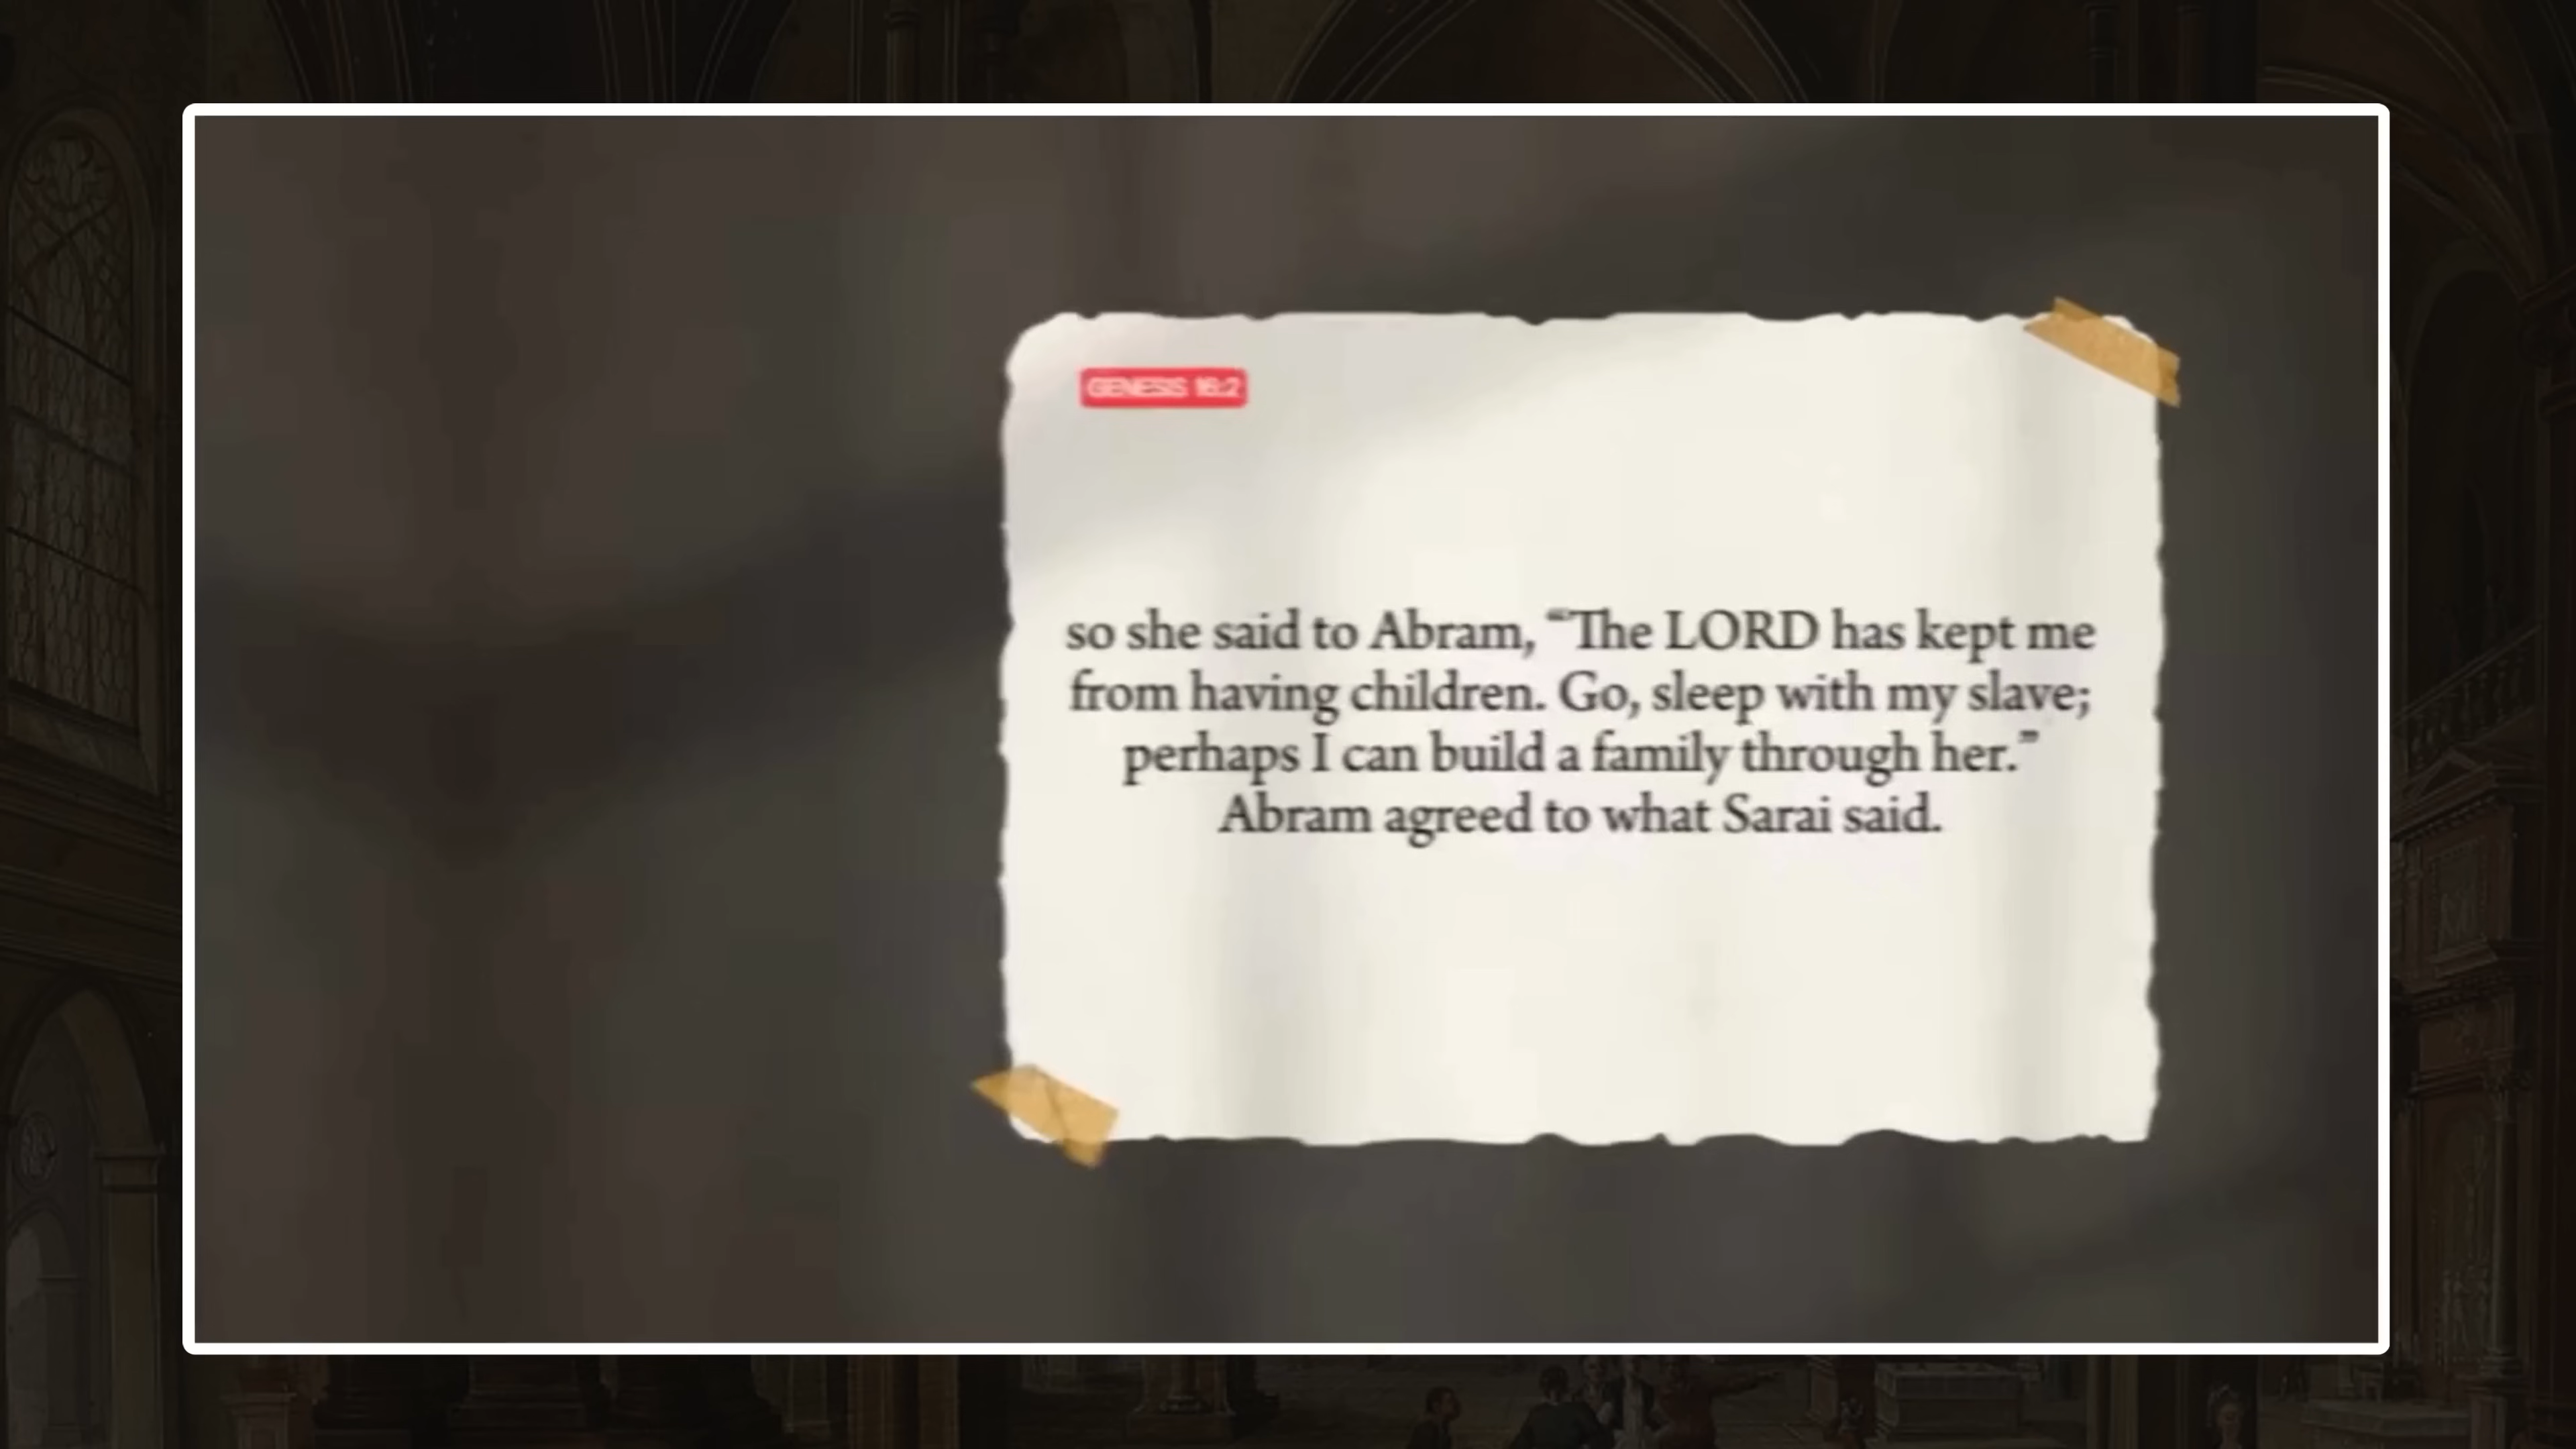 GENESIS 16:2
so she said to Abram, “The LORD has kept me
from having children. Go, sleep with my slave;
perhaps I can build a family through her.”
Abram agreed to what Sarai said.